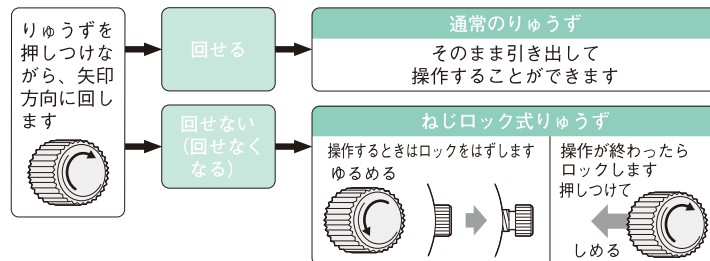 りゅうずを
押しつけな
がら、矢印
方向に回し
ます
回せる
通常のりゅうず
そのまま引き出して
操作することができます
回せない
（回せなく
なる）
ねじロック式りゅうず
操作するときはロックをはずします
ゆるめる
操作が終わったら
ロックします
押しつけて
しめる